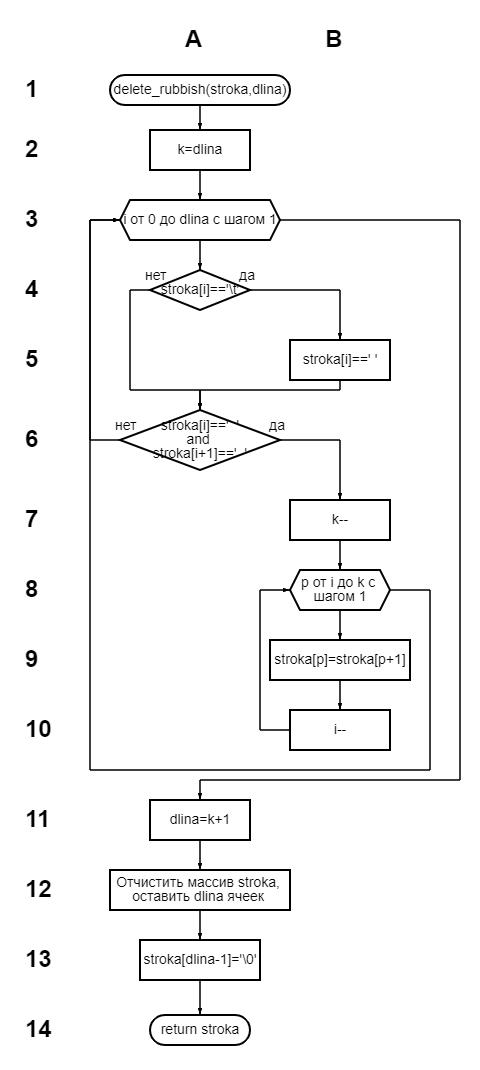 A B
1 delete_rubbish(stroka,dlina)
2 k=dlina
3 i от 0 до dlina с шагом 1
нет да
4 stroka[i]=='\t'
5 stroka[i]==' '
нет stroka[i]==' ' да
6 and
stroka[i+1]==' '
7 k--
8 p от i до k с
шагом 1
9 stroka[p]=stroka[p+1]
10 i--
11 dlina=k+1
12 Отчистить массив stroka,
оставить dlina ячеек
13 stroka[dlina-1]='\0'
14 return stroka